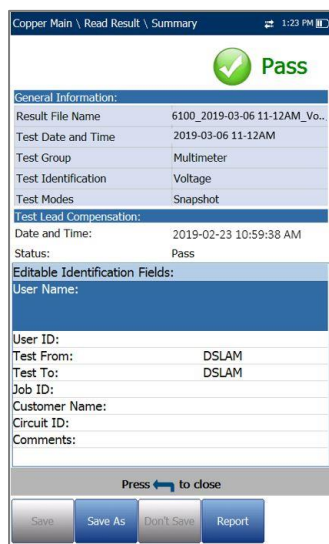 Copper Main \ Read Result \ Summary 1:23 PM
Pass
General Information:
Result File Name 6100_2019-03-06 11-12AM_Vo..
Test Date and Time 2019-03-06 11-12AM
Test Group Multimeter
Test Identification Voltage
Test Modes Snapshot
Test Lead Compensation:
Date and Time: 2019-02-23 10:59:38 AM
Status: Pass
Editable Identification Fields:
User Name:
User ID:
Test From: DSLAM
Test To: DSLAM
Job ID:
Customer Name:
Circuit ID:
Comments:
Press to close
Save Save As Don't Save Report